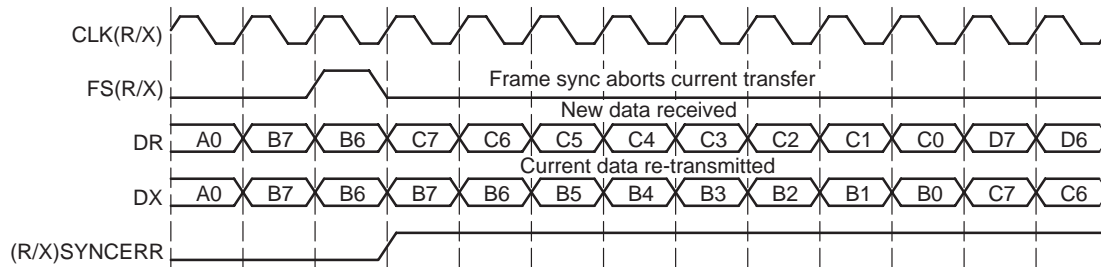 CLK(R/X)
FS(R/X)
Frame sync aborts current transfer
New data received
DR A0 B7 B6 C7 C6 C5 C4 C3 C2 C1 C0 D7 D6
Current data re-transmitted
DX A0 B7 B6 B7 B6 B5 B4 B3 B2 B1 B0 C7 C6
(R/X)SYNCERR